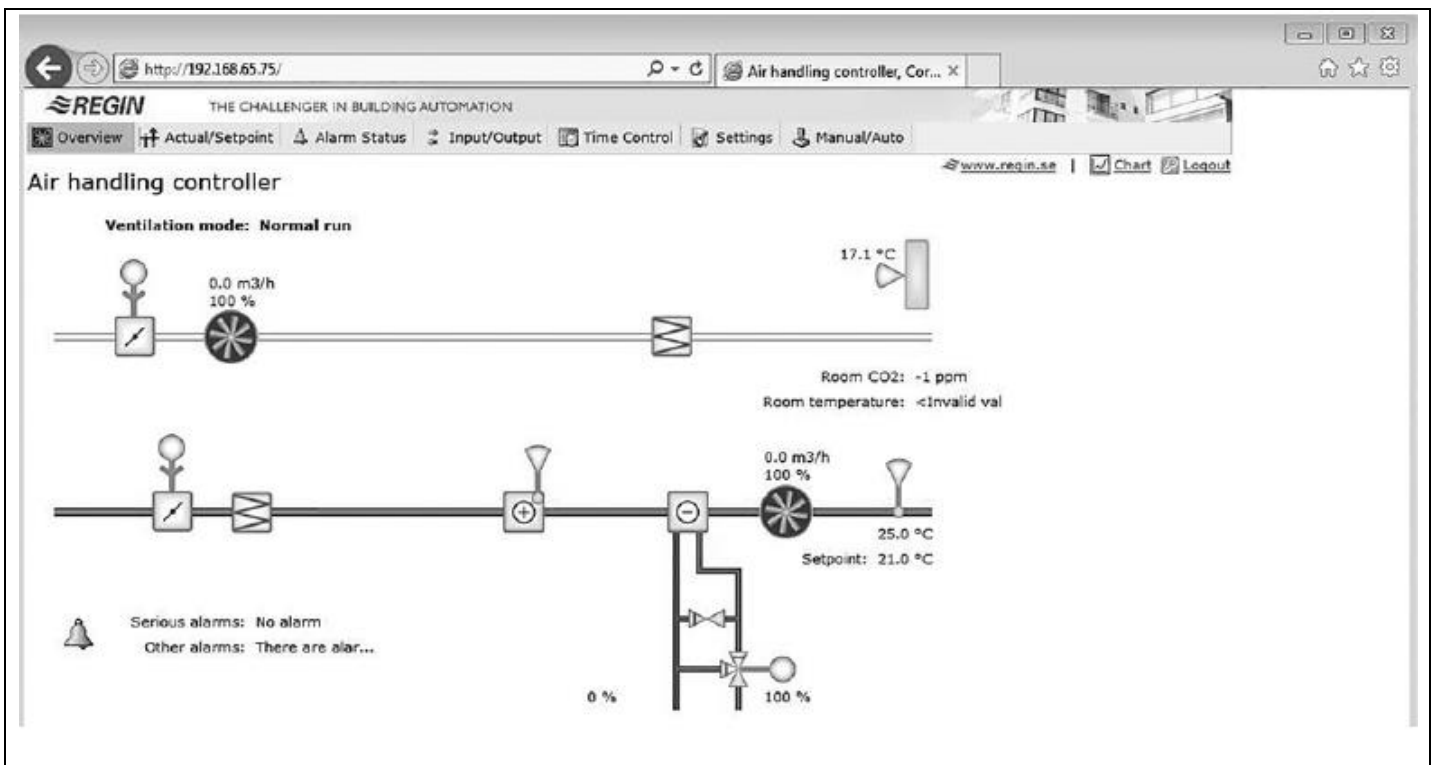 http://192.168.65.75/
Air handling controller, Cor...
REGIN THE CHALLENGER IN BUILDING AUTOMATION
Overview Actual/Setpoint Alarm Status Input/Output Time Control Settings Manual/Auto
www.regin.se | Chart Logout
Air handling controller
Ventilation mode: Normal run
17.1 °C
0.0 m3/h
100 %
Room CO2: -1 ppm
Room temperature: <Invalid val
0.0 m3/h
100 %
25.0 °C
Setpoint: 21.0 °C
Serious alarms: No alarm
Other alarms: There are alar...
0 % 100 %